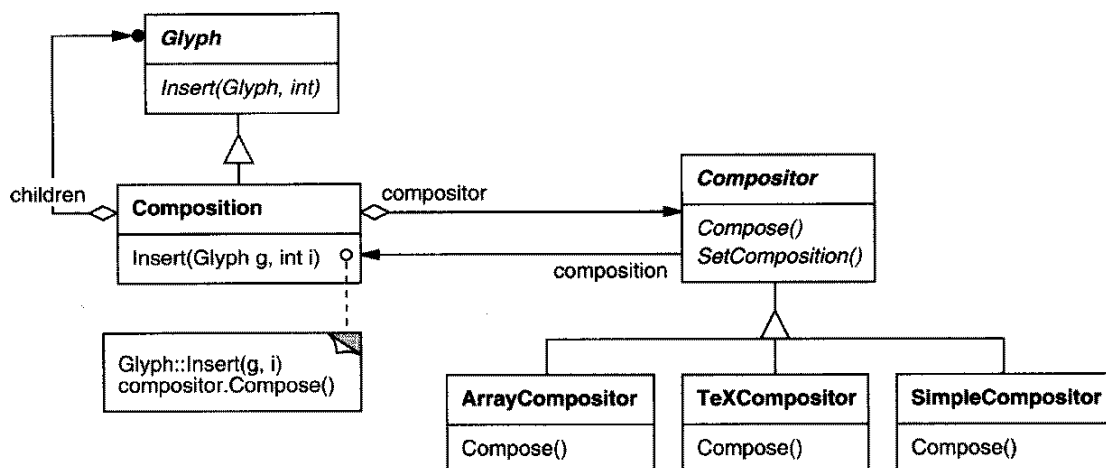 Glyph
Insert(Glyph, int)
children
Composition
compositor
Insert(Glyph g, int i)
composition
Compositor
Compose()
SetComposition()
Glyph::Insert(g, i)
compositor.Compose()
ArrayCompositor
Compose()
TeXCompositor
Compose()
SimpleCompositor
Compose()